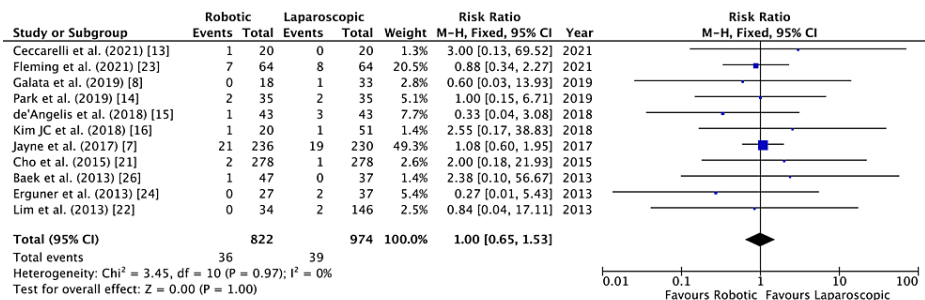 Robotic Laparoscopic Risk Ratio Risk Ratio
Study or Subgroup Events Total Events Total Weight M-H, Fixed, 95% CI Year M-H, Fixed, 95% CI
Ceccarelli et al. (2021) [13] 1 20 0 20 1.3% 3.00 [0.13, 69.52] 2021
Fleming et al. (2021) [23] 7 64 8 64 20.5% 0.88 [0.34, 2.27] 2021
Galata et al. (2019) [8] 0 18 1 33 2.8% 0.60 [0.03, 13.93] 2019
Park et al. (2019) [14] 2 35 2 35 5.1% 1.00 [0.15, 6.71] 2019
de'Angelis et al. (2018) [15] 1 43 3 43 7.7% 0.33 [0.04, 3.08] 2018
Kim JC et al. (2018) [16] 1 20 1 51 1.4% 2.55 [0.17, 38.83] 2018
Jayne et al. (2017) [7] 21 236 19 230 49.3% 1.08 [0.60, 1.95] 2017
Cho et al. (2015) [21] 2 278 1 278 2.6% 2.00 [0.18, 21.93] 2015
Baek et al. (2013) [26] 1 47 0 37 1.4% 2.38 [0.10, 56.67] 2013
Erguner et al. (2013) [24] 0 27 2 37 5.4% 0.27 [0.01, 5.43] 2013
Lim et al. (2013) [22] 0 34 2 146 2.5% 0.84 [0.04, 17.11] 2013
Total (95% CI) 822 974 100.0% 1.00 [0.65, 1.53]
Total events 36 39
Heterogeneity: Chi² = 3.45, df = 10 (P = 0.97); I² = 0%
Test for overall effect: Z = 0.00 (P = 1.00)
0.01 0.1 1 10 100
Favours Robotic Favours Laparoscopic